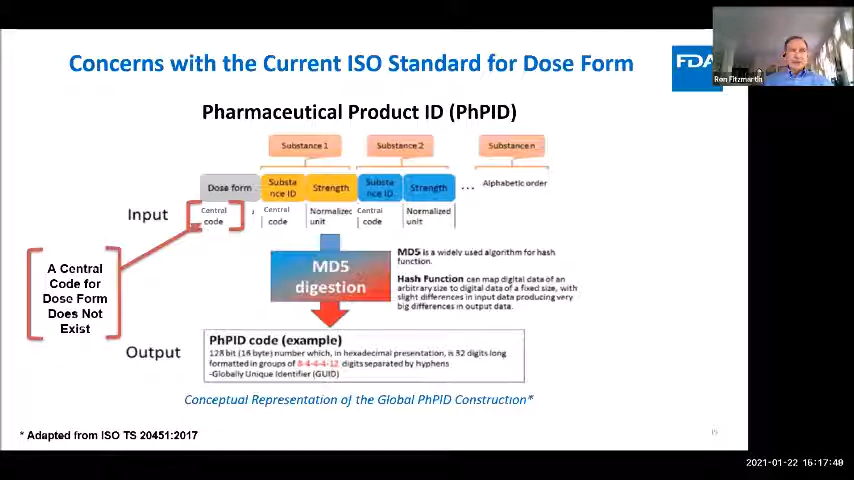 Concerns with the Current ISO Standard for Dose Form
FDA
Ron Fitzmartin
Pharmaceutical Product ID (PhPID)
Substance 1
Substance 2
Substance n
Dose form
Substa
nce ID
Strength
Substa
nce ID
Strength
...
Alphabetic order
Input
Central
code
,
Central
code
Normalized
unit
Central
code
Normalized
unit
A Central
Code for
Dose Form
Does Not
Exist
MD5
digestion
MD5 is a widely used algorithm for hash
function.
Hash Function can map digital data of an
arbitrary size to digital data of a fixed size, with
slight differences in input data producing very
big differences in output data.
Output
PhPID code (example)
128 bit (16 byte) number which, in hexadecimal presentation, is 32 digits long
formatted in groups of 8-4-4-4-12 digits separated by hyphens
-Globally Unique Identifier (GUID)
Conceptual Representation of the Global PhPID Construction*
* Adapted from ISO TS 20451:2017
2021-01-22 16:17:40